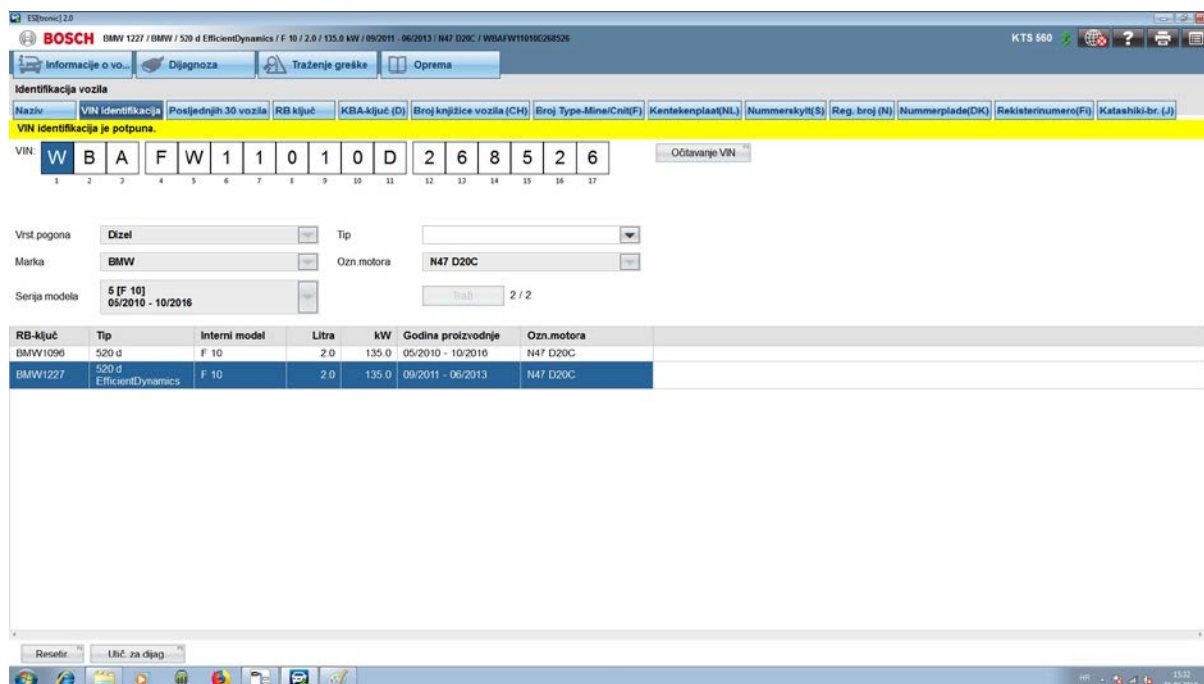 ESI[tronic] 2.0
BOSCH BMW 1227 / BMW / 520 d EfficientDynamics / F 10 / 2.0 / 135.0 kW / 09/2011 - 06/2013 / N47 D20C / WBAFW11010D268526 KTS 560 ?
Informacije o vo... Dijagnoza Traženje greške Oprema
Identifikacija vozila
Naziv VIN identifikacija Posljednjih 30 vozila RB ključ KBA-ključ (D) Broj knjižice vozila (CH) Broj Type-Mine/Cnit(F) Kentekenplaat(NL) Nummerskylt(S) Reg. broj (N) Nummerplade(DK) Rekisterinumero(Fi) Katashiki-br. (J)
VIN identifikacija je potpuna.
VIN: W B A F W 1 1 0 1 0 D 2 6 8 5 2 6 Očitavanje VIN
1 2 3 4 5 6 7 8 9 10 11 12 13 14 15 16 17
Vrst.pogona Dizel Tip
Marka BMW Ozn.motora N47 D20C
Serija modela 5 [F 10]
05/2010 - 10/2016
Traži 2 / 2
RB-ključ Tip Interni model Litra kW Godina proizvodnje Ozn.motora
BMW1096 520 d F 10 2.0 135.0 05/2010 - 10/2016 N47 D20C
BMW1227 520 d EfficientDynamics F 10 2.0 135.0 09/2011 - 06/2013 N47 D20C
Resetir. Utič. za dijag.
HR 15:32